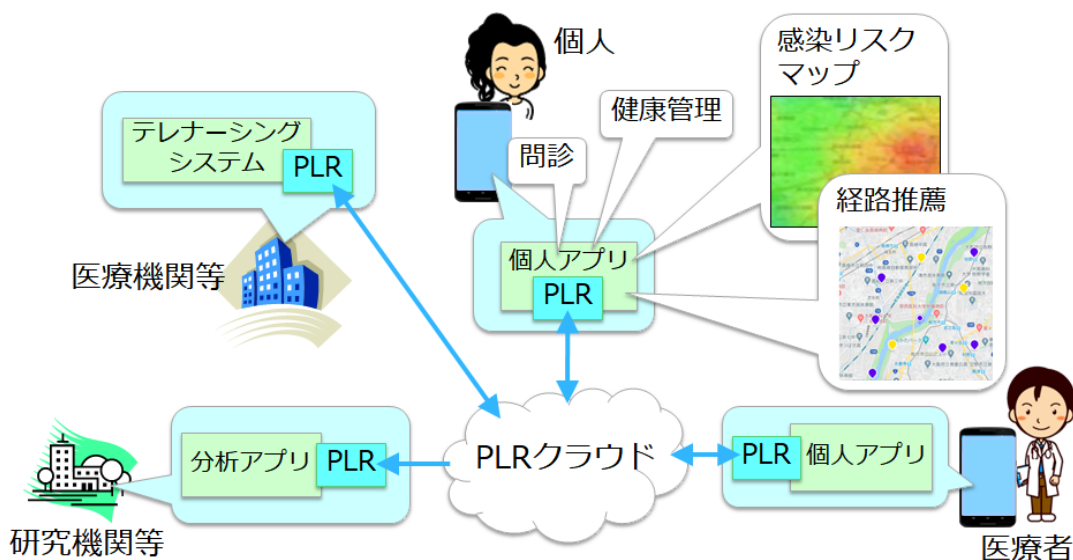 個人
感染リスク
マップ
健康管理
テレナーシング
システム
PLR
問診
経路推薦
個人アプリ
PLR
医療機関等
PLRクラウド
分析アプリ
PLR
PLR
個人アプリ
研究機関等
医療者